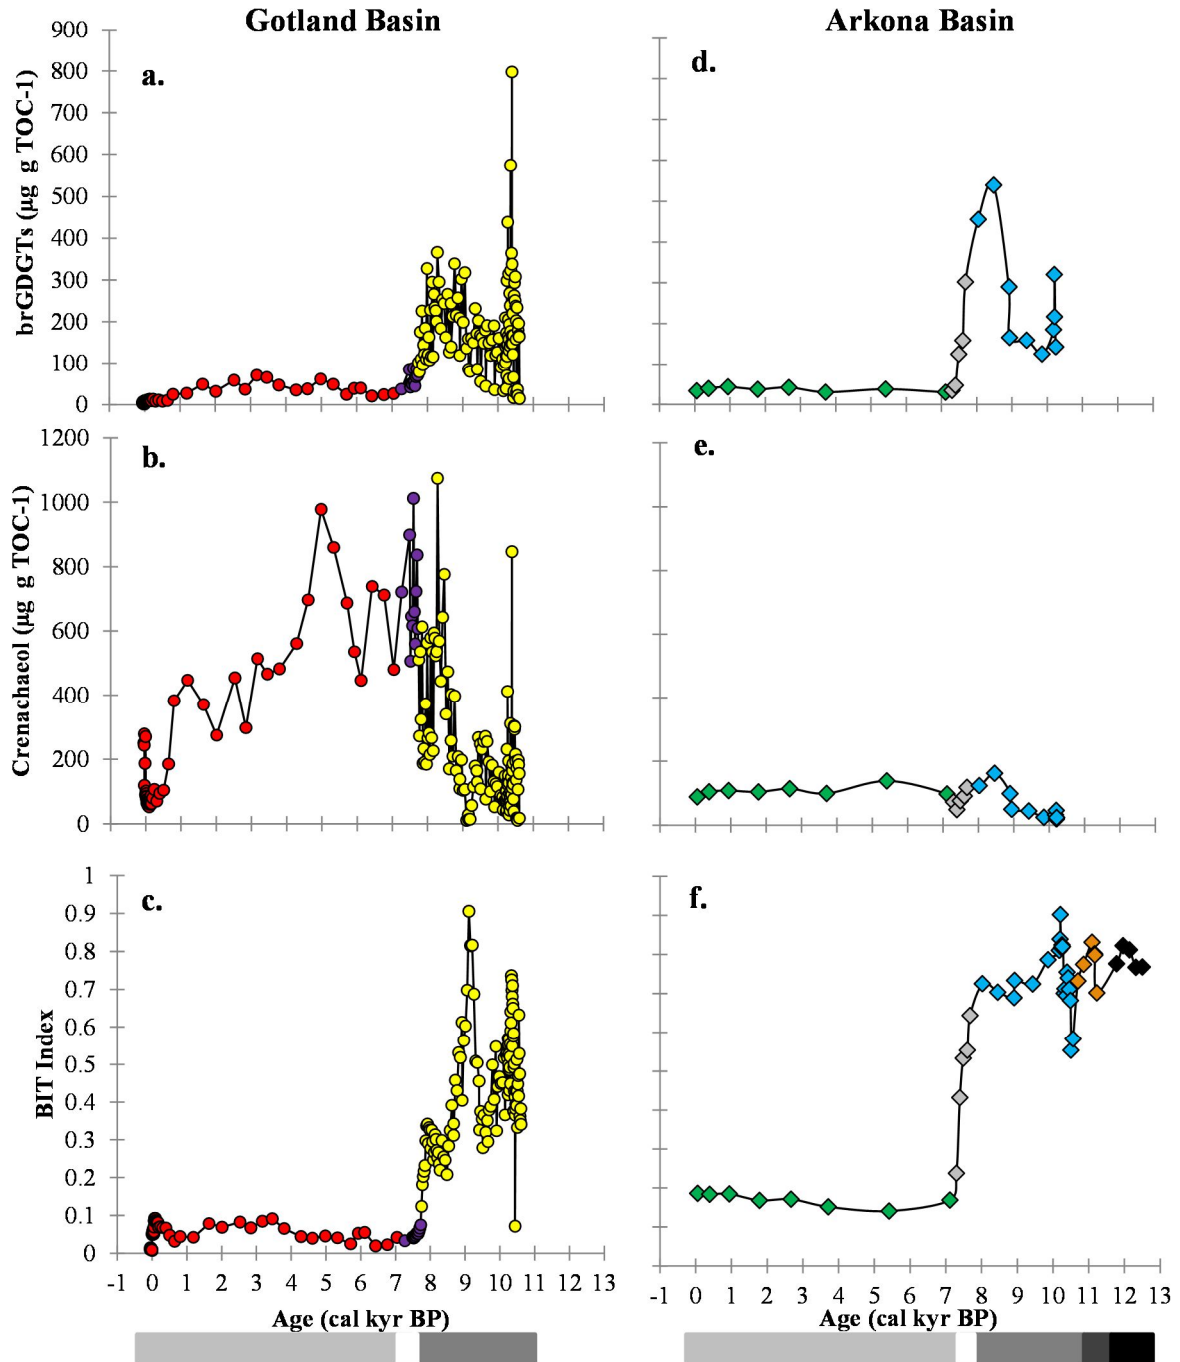 Gotland Basin
Arkona Basin
a.
brGDGTs (µg g TOC-1)
900
800
700
600
500
400
300
200
100
0
d.
b.
Crenachaeol (µg g TOC-1)
1200
1000
800
600
400
200
0
e.
c.
BIT Index
1
0.9
0.8
0.7
0.6
0.5
0.4
0.3
0.2
0.1
0
-1 0 1 2 3 4 5 6 7 8 9 10 11 12 13
Age (cal kyr BP)
f.
-1 0 1 2 3 4 5 6 7 8 9 10 11 12 13
Age (cal kyr BP)